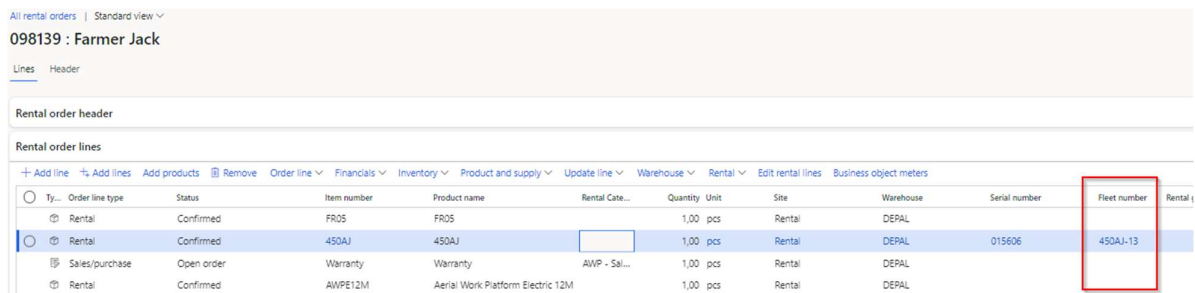 All rental orders | Standard view
098139 : Farmer Jack
Lines Header
Rental order header
Rental order lines
+ Add line Add lines Add products Remove Order line Financials Inventory Product and supply Update line Warehouse Rental Edit rental lines Business object meters
Ty... Order line type Status Item number Product name Rental Cate... Quantity Unit Site Warehouse Serial number Fleet number Rental
Rental Confirmed FR05 FR05 1,00 pcs Rental DEPAL
Rental Confirmed 450AJ 450AJ 1,00 pcs Rental DEPAL 015606 450AJ-13
Sales/purchase Open order Warranty Warranty AWP - Sal... 1,00 pcs Rental DEPAL
Rental Confirmed AWPE12M Aerial Work Platform Electric 12M 1,00 pcs Rental DEPAL